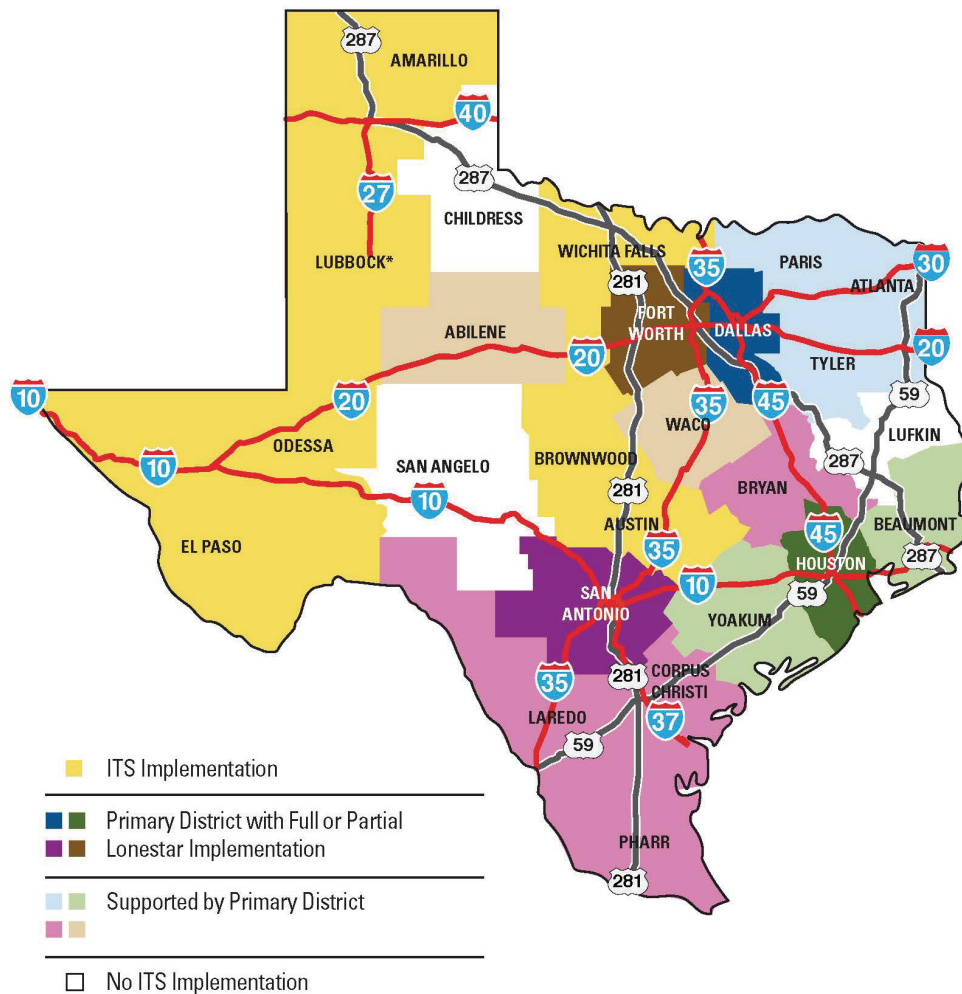 287
AMARILLO
40
287
27
CHILDRESS
LUBBOCK*
WICHITA FALLS
35
PARIS
30
281
ATLANTA
FORT
WORTH
DALLAS
ABILENE
20
20
TYLER
10
20
35
45
59
WACO
LUFKIN
ODESSA
10
SAN ANGELO
BROWNWOOD
287
10
281
BRYAN
AUSTIN
45
BEAUMONT
EL PASO
35
287
HOUSTON
10
59
SAN
ANTONIO
YOAKUM
35
281
CORPUS
CHRISTI
LAREDO
37
59
PHARR
281
ITS Implementation
Primary District with Full or Partial
Lonestar Implementation
Supported by Primary District
No ITS Implementation